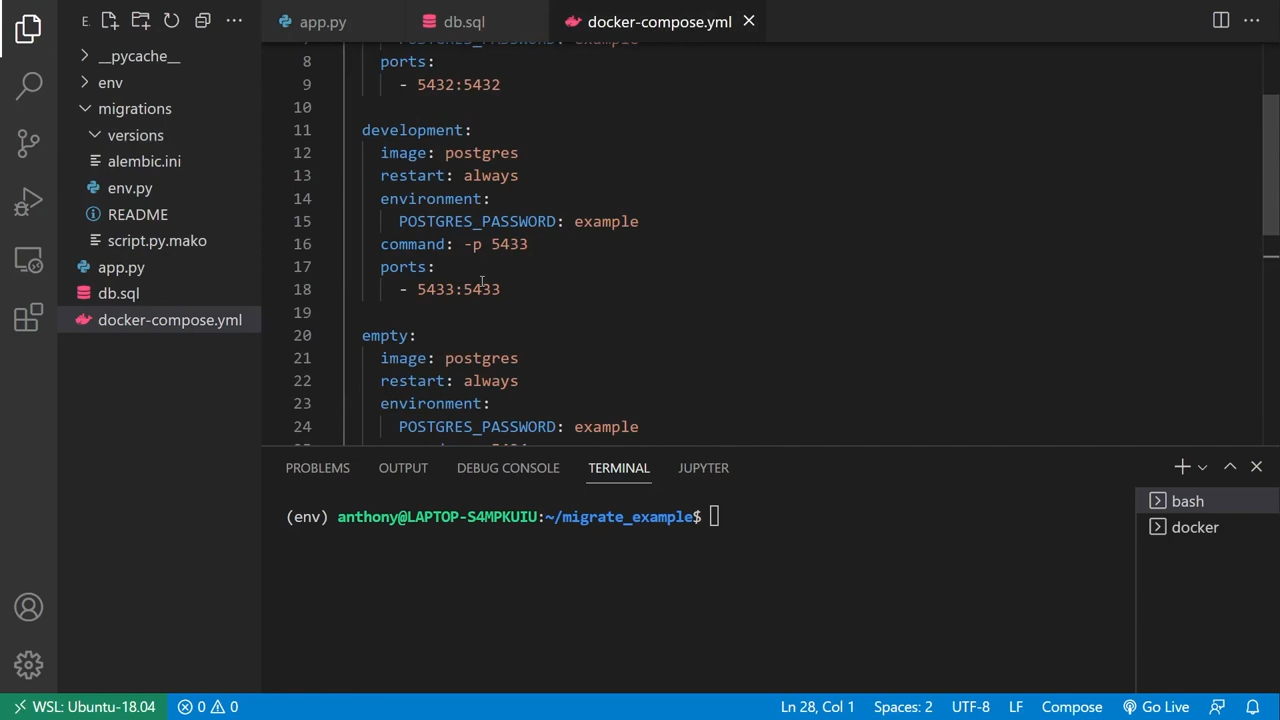 E.
app.py
db.sql
docker-compose.yml
__pycache__
env
migrations
versions
alembic.ini
env.py
README
script.py.mako
app.py
db.sql
docker-compose.yml
POSTGRES_PASSWORD: example
8 ports:
9 - 5432:5432
10
11 development:
12 image: postgres
13 restart: always
14 environment:
15 POSTGRES_PASSWORD: example
16 command: -p 5433
17 ports:
18 - 5433:5433
19
20 empty:
21 image: postgres
22 restart: always
23 environment:
24 POSTGRES_PASSWORD: example
PROBLEMS OUTPUT DEBUG CONSOLE TERMINAL JUPYTER
(env) anthony@LAPTOP-S4MPKUIU:~/migrate_example$
bash
docker
WSL: Ubuntu-18.04 0 0 Ln 28, Col 1 Spaces: 2 UTF-8 LF Compose Go Live